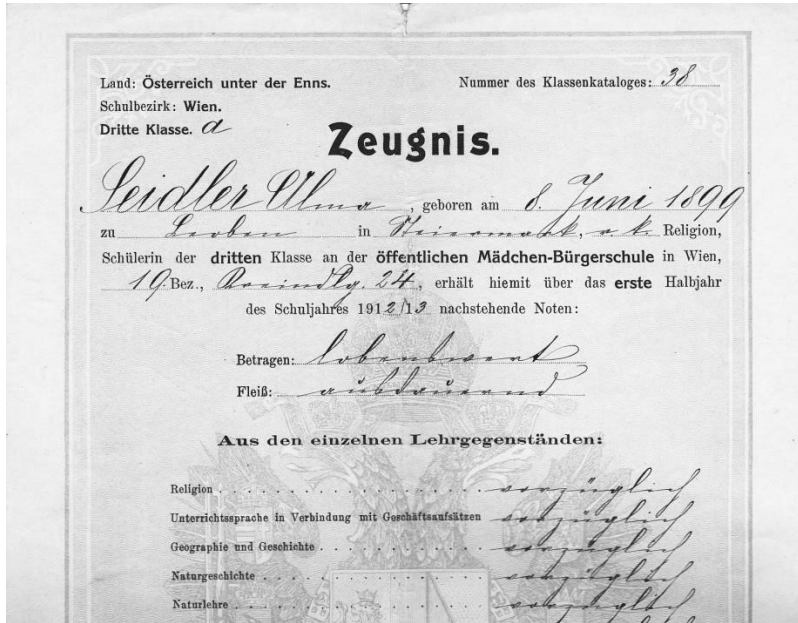 Land: Österreich unter der Enns. Nummer des Klassenkataloges: 38
Schulbezirk: Wien.
Dritte Klasse. a
Zeugnis.
Seidler Alma, geboren am 8. Juni 1899
zu Leoben in Steiermark, r. k. Religion,
Schülerin der dritten Klasse an der öffentlichen Mädchen-Bürgerschule in Wien,
19. Bez., Kreindlg. 24, erhält hiemit über das erste Halbjahr
des Schuljahres 1912/13 nachstehende Noten:
Betragen: lobenswert
Fleiß: ausdauernd
Aus den einzelnen Lehrgegenständen:
Religion vorzüglich
Unterrichtssprache in Verbindung mit Geschäftsaufsätzen vorzüglich
Geographie und Geschichte vorzüglich
Naturgeschichte vorzüglich
Naturlehre vorzüglich